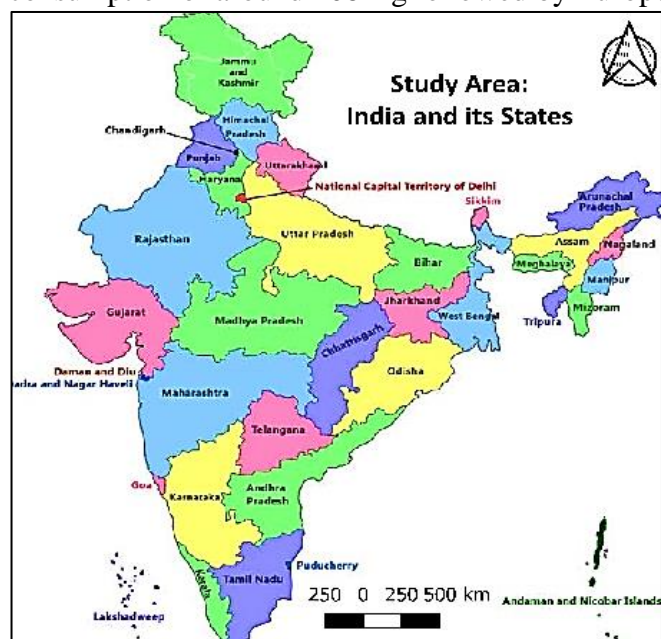 Study Area:
India and its States
Jammu
and
Kashmir
Himachal
Pradesh
Chandigarh
Punjab
Uttarakhand
Haryana
National Capital Territory of Delhi
Sikkim
Arunachal
Pradesh
Rajasthan
Uttar Pradesh
Assam
Nagaland
Bihar
Meghalaya
Manipur
Gujarat
Madhya Pradesh
Jharkhand
West Bengal
Tripura
Mizoram
Chhattisgarh
Daman and Diu
and Nagar Haveli
Maharashtra
Odisha
Telangana
Goa
Karnataka
Andhra
Pradesh
Kerala
Tamil Nadu
Puducherry
Lakshadweep
250 0 250 500 km
Andaman and Nicobar Islands